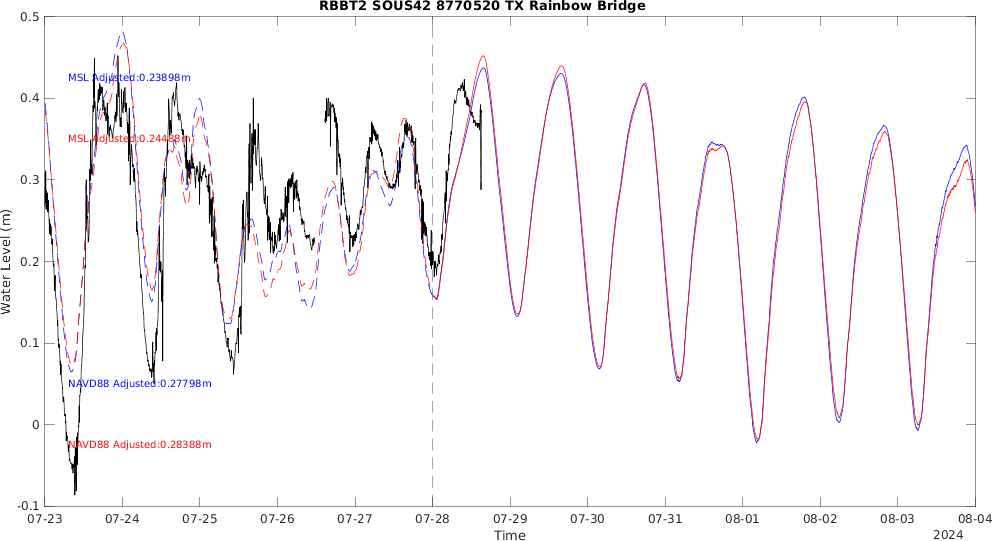 RBBT2 SOUS42 8770520 TX Rainbow Bridge
0.5
MSL Adjusted:0.23898m
0.4
MSL Adjusted:
0.3
Water Level (m)
0.2
0.1
NAVD88 Adjusted:0.27798m
0
NAVD88 Adjusted:0.28388m
-0.1
07-23 07-24 07-25 07-26 07-27 07-28 07-29 07-30 07-31 08-01 08-02 08-03 08-04
Time
2024